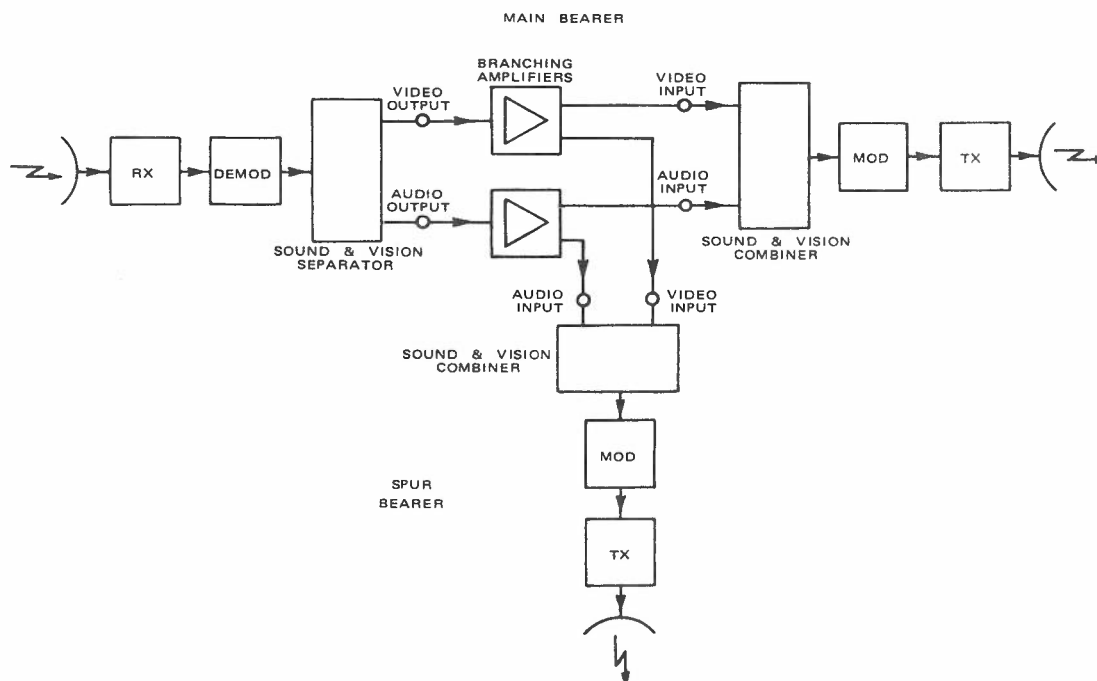 MAIN BEARER
BRANCHING
AMPLIFIERS
VIDEO
OUTPUT
VIDEO
INPUT
RX
DEMOD
AUDIO
OUTPUT
AUDIO
INPUT
MOD
TX
SOUND & VISION
SEPARATOR
SOUND & VISION
COMBINER
AUDIO
INPUT
VIDEO
INPUT
SOUND & VISION
COMBINER
MOD
SPUR
BEARER
TX